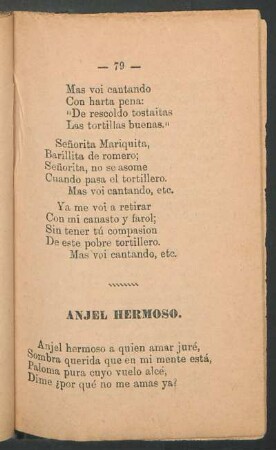 — 79 —
Mas voi cantando
Con harta pena:
"De rescoldo tostaitas
Las tortillas buenas."
Señorita Mariquita,
Barillita de romero;
Señorita, no se asome
Cuando pasa el tortillero.
Mas voi cantando, etc.
Ya me voi a retirar
Con mi canasto y farol;
Sin tener tú compasion
De este pobre tortillero.
Mas voi cantando, etc.
ANJEL HERMOSO.
Anjel hermoso a quien amar juré,
Sombra querida que en mi mente está,
Paloma pura cuyo vuelo alcé,
Dime ¿por qué no me amas ya?